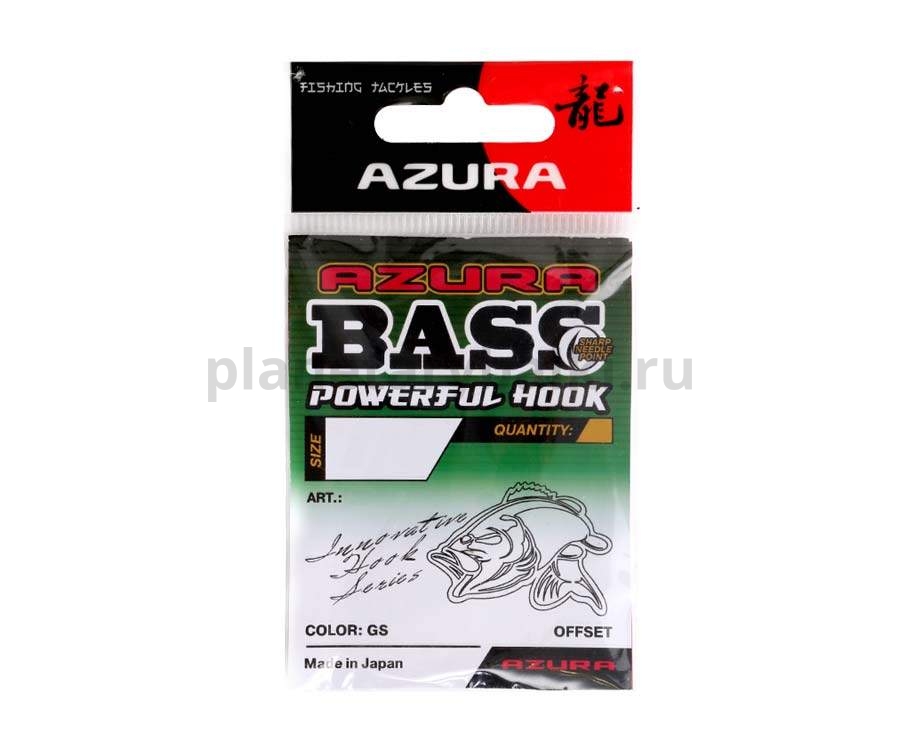 FISHING TACKLES
龍
AZURA
AZURA
BASS
SHARP
NEEDLE
POINT
POWERFUL HOOK
SIZE
QUANTITY:
ART.:
Innovative
Hook
Series
COLOR: GS
OFFSET
Made in Japan
AZURA